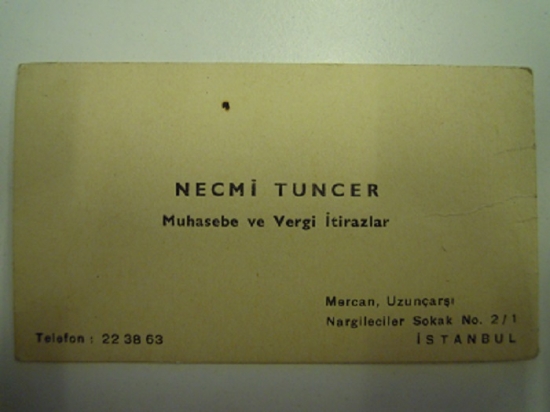 NECMİ TUNCER
Muhasebe ve Vergi İtirazlar
Mercan, Uzunçarşı
Nargileciler Sokak No. 2/1
İSTANBUL
Telefon : 22 38 63